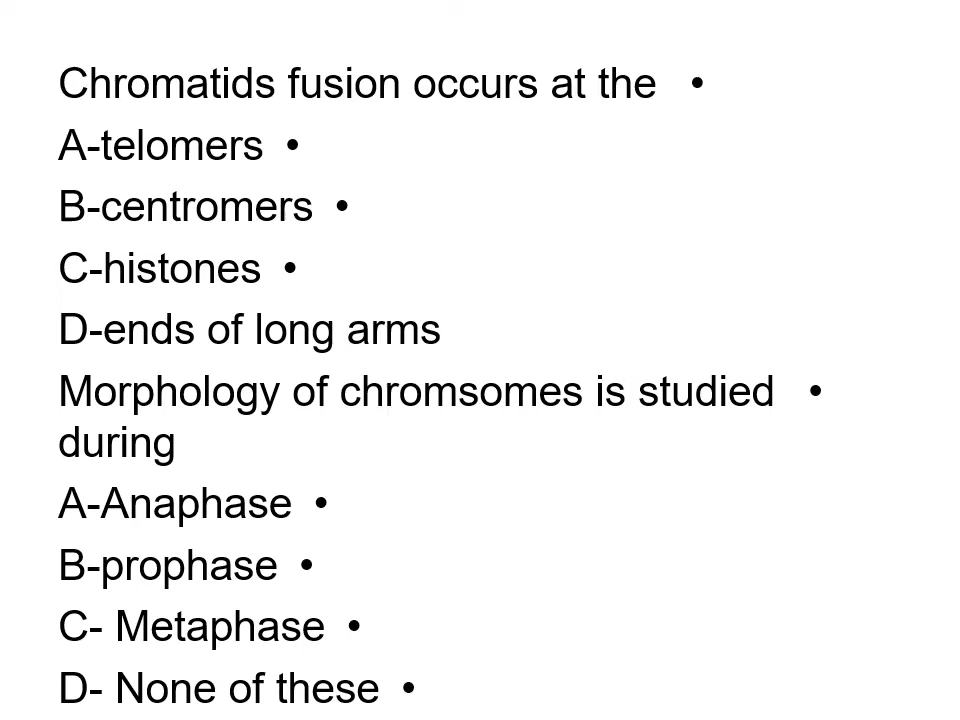 Chromatids fusion occurs at the •
A-telomers •
B-centromers •
C-histones •
D-ends of long arms
Morphology of chromsomes is studied •
during
A-Anaphase •
B-prophase •
C- Metaphase •
D- None of these •